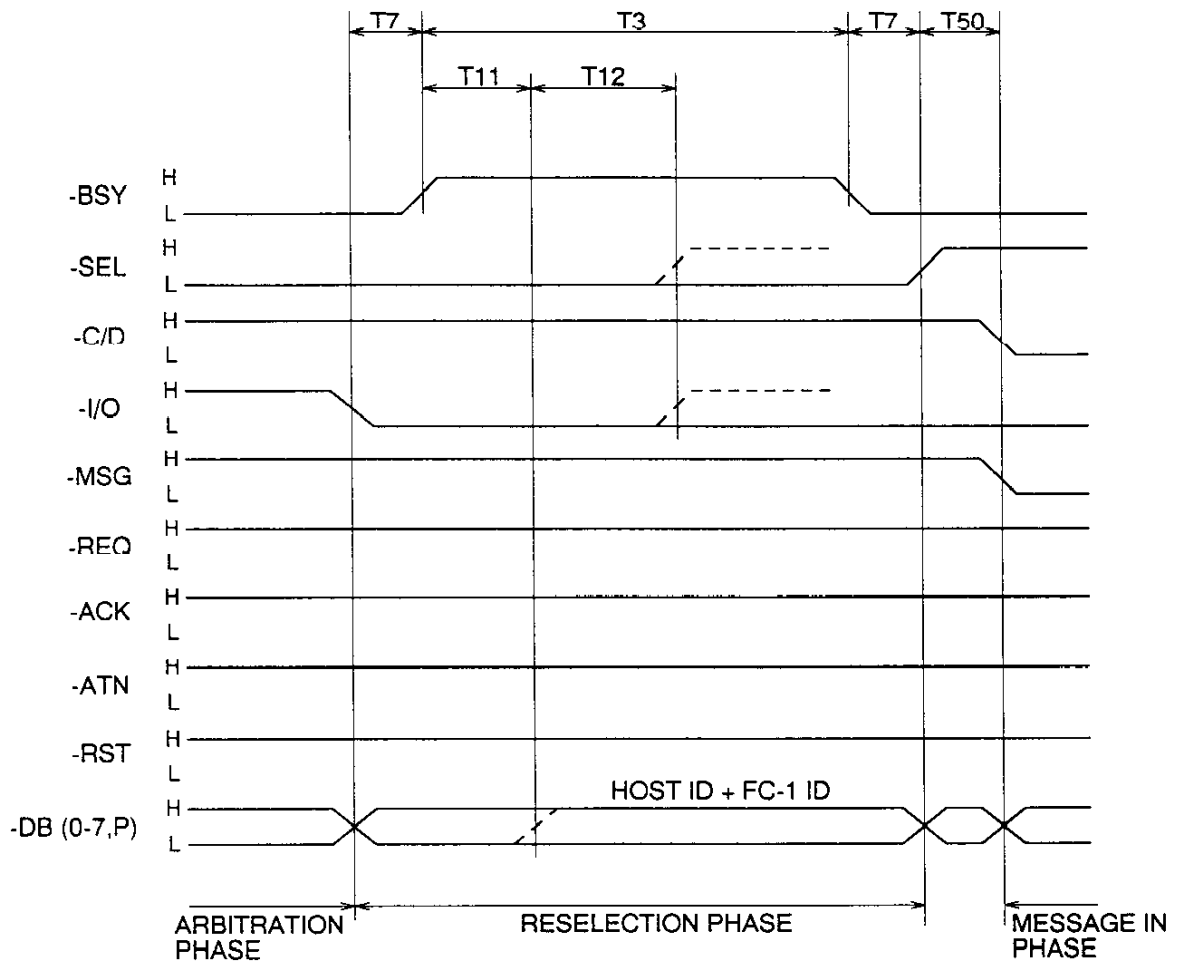 T7 T3 T7 T50
T11 T12
-BSY H
L
-SEL H
L
-C/D H
L
-I/O H
L
-MSG H
L
-REQ H
L
-ACK H
L
-ATN H
L
-RST H
L
HOST ID + FC-1 ID
-DB (0-7,P) H
L
ARBITRATION PHASE
RESELECTION PHASE
MESSAGE IN PHASE